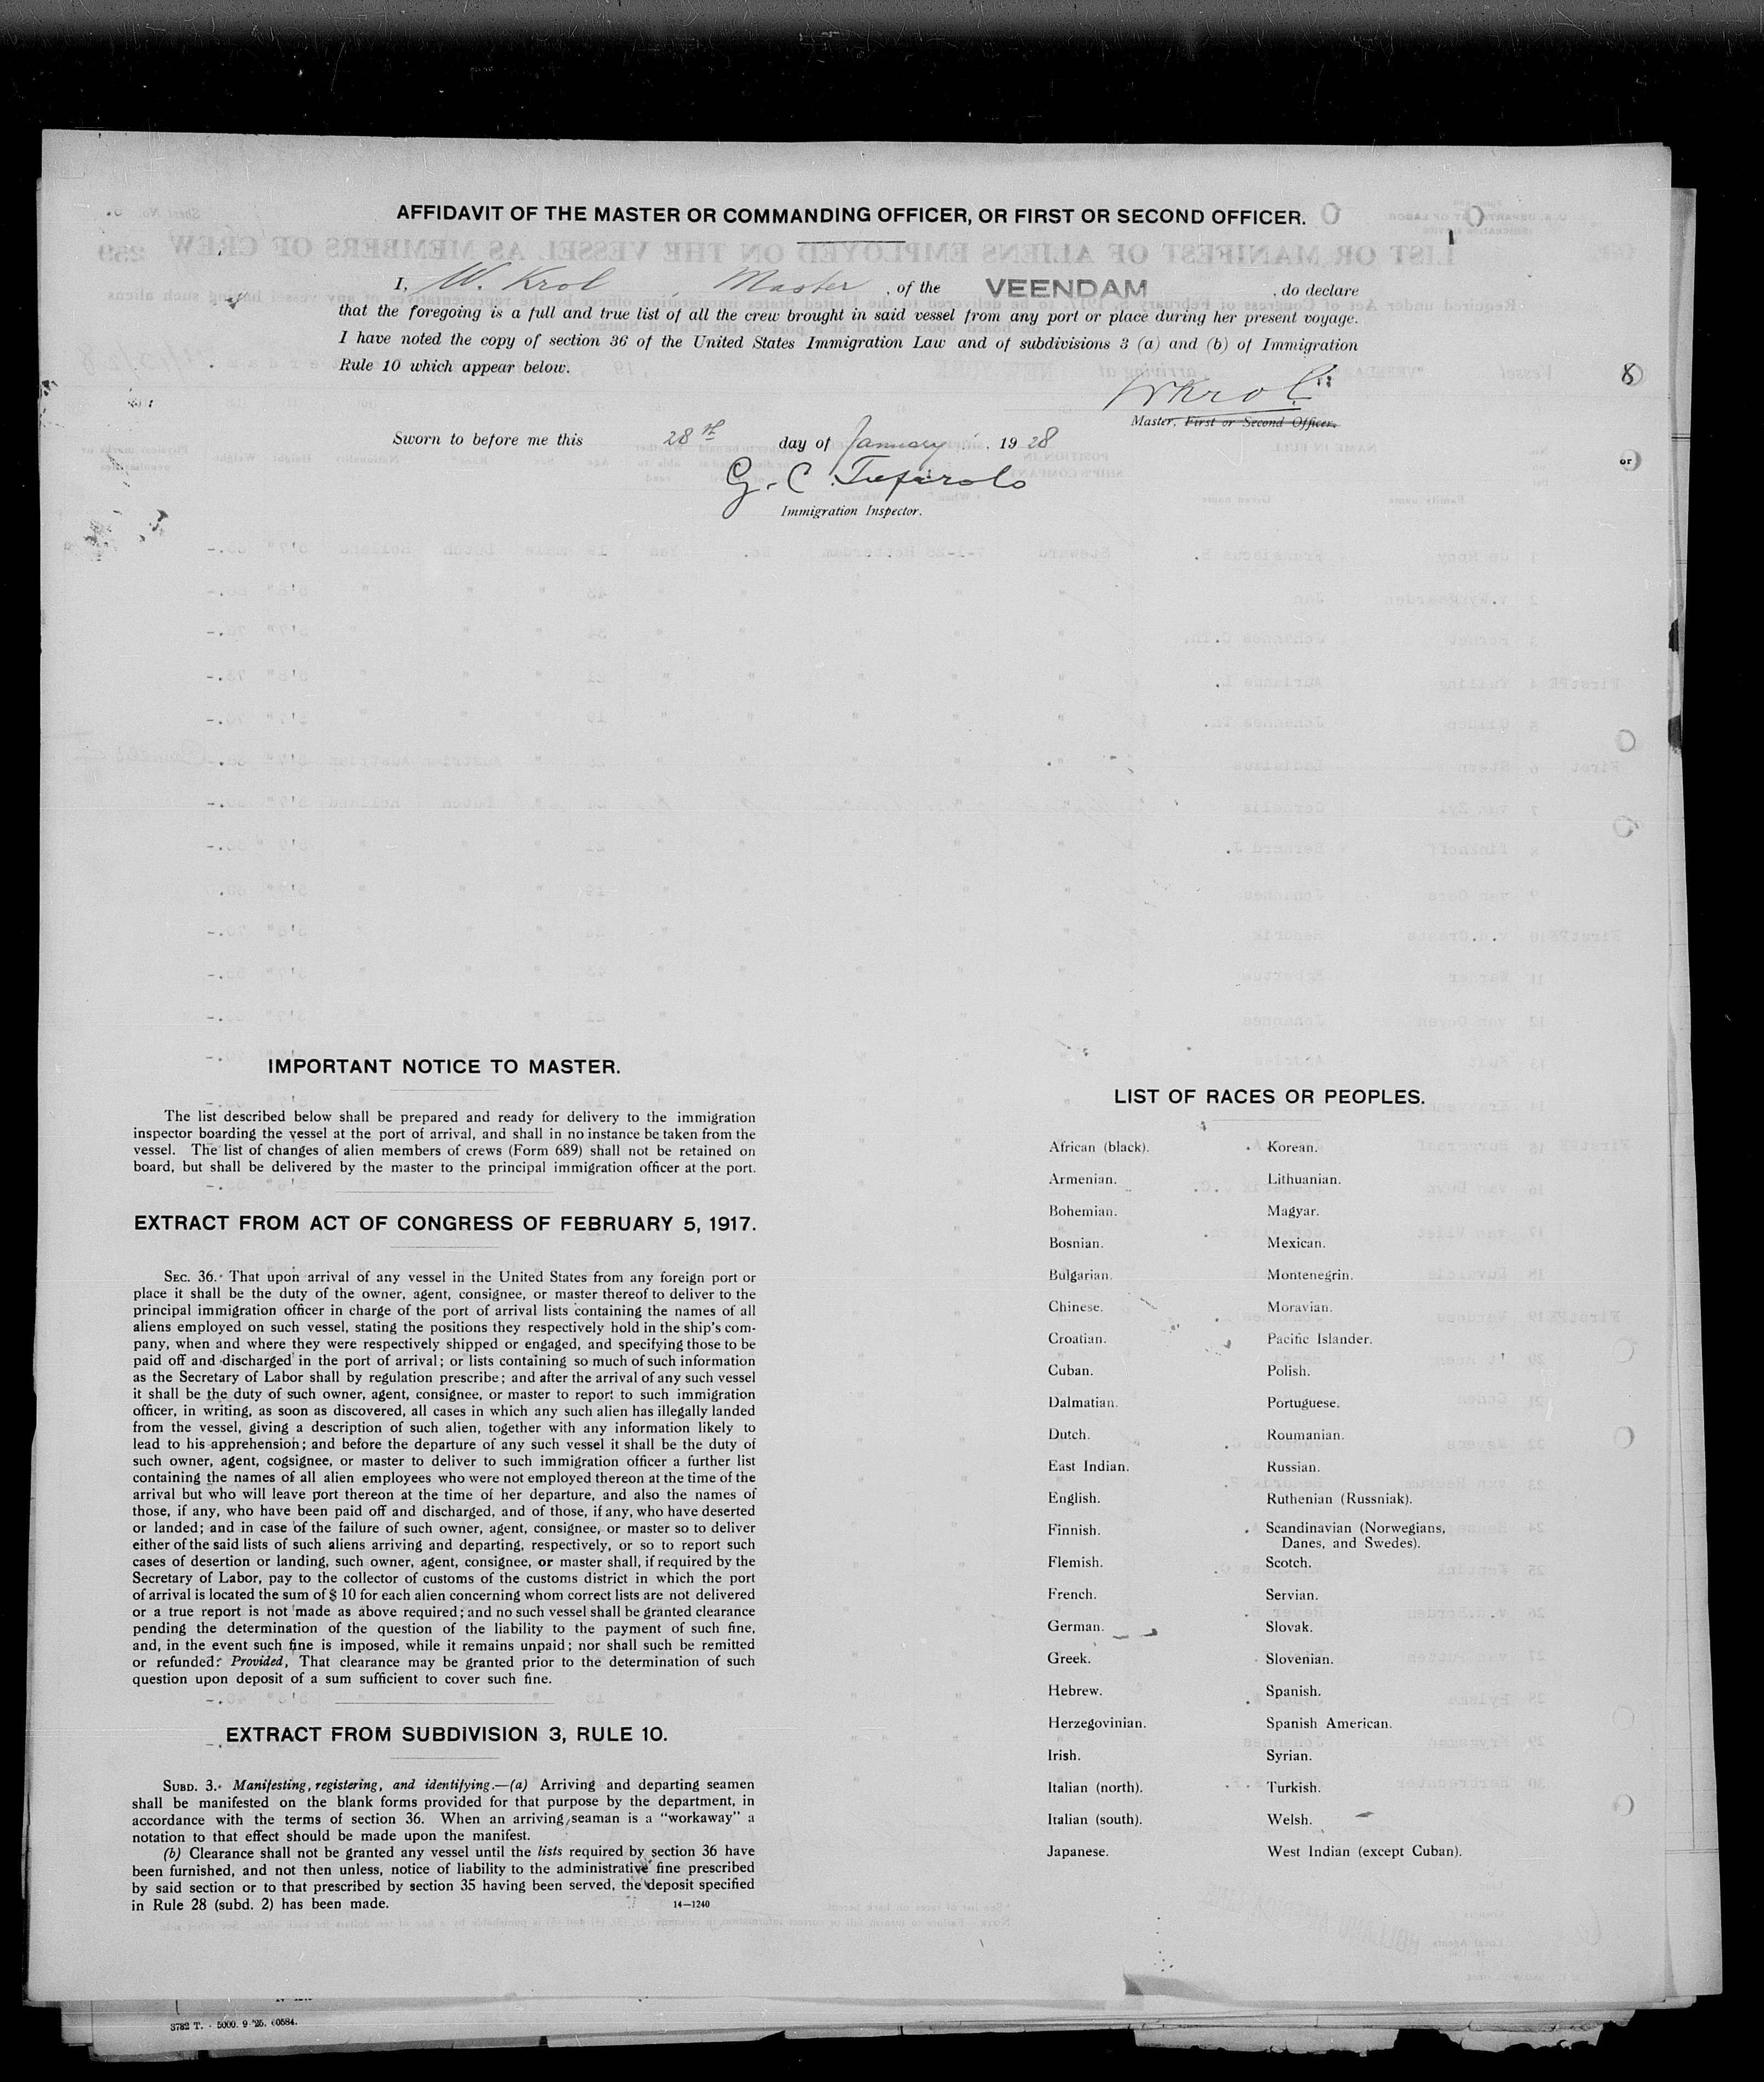 AFFIDAVIT OF THE MASTER OR COMMANDING OFFICER, OR FIRST OR SECOND OFFICER.
I, W. Krol , Master , of the VEENDAM , do declare
that the foregoing is a full and true list of all the crew brought in said vessel from any port or place during her present voyage.
I have noted the copy of section 36 of the United States Immigration Law and of subdivisions 3 (a) and (b) of Immigration
Rule 10 which appear below.
WKrol
Master, First or Second Officer.
Sworn to before me this 28th day of January . 19 28
G. C.
Immigration Inspector.
8
or
IMPORTANT NOTICE TO MASTER.
The list described below shall be prepared and ready for delivery to the immigration
inspector boarding the vessel at the port of arrival, and shall in no instance be taken from the
vessel. The list of changes of alien members of crews (Form 689) shall not be retained on
board, but shall be delivered by the master to the principal immigration officer at the port.
EXTRACT FROM ACT OF CONGRESS OF FEBRUARY 5, 1917.
SEC. 36. That upon arrival of any vessel in the United States from any foreign port or
place it shall be the duty of the owner, agent, consignee, or master thereof to deliver to the
principal immigration officer in charge of the port of arrival lists containing the names of all
aliens employed on such vessel, stating the positions they respectively hold in the ship's com-
pany, when and where they were respectively shipped or engaged, and specifying those to be
paid off and discharged in the port of arrival; or lists containing so much of such information
as the Secretary of Labor shall by regulation prescribe; and after the arrival of any such vessel
it shall be the duty of such owner, agent, consignee, or master to report to such immigration
officer, in writing, as soon as discovered, all cases in which any such alien has illegally landed
from the vessel, giving a description of such alien, together with any information likely to
lead to his apprehension; and before the departure of any such vessel it shall be the duty of
such owner, agent, cogsignee, or master to deliver to such immigration officer a further list
containing the names of all alien employees who were not employed thereon at the time of the
arrival but who will leave port thereon at the time of her departure, and also the names of
those, if any, who have been paid off and discharged, and of those, if any, who have deserted
or landed; and in case of the failure of such owner, agent, consignee, or master so to deliver
either of the said lists of such aliens arriving and departing, respectively, or so to report such
cases of desertion or landing, such owner, agent, consignee, or master shall, if required by the
Secretary of Labor, pay to the collector of customs of the customs district in which the port
of arrival is located the sum of $ 10 for each alien concerning whom correct lists are not delivered
or a true report is not made as above required; and no such vessel shall be granted clearance
pending the determination of the question of the liability to the payment of such fine,
and, in the event such fine is imposed, while it remains unpaid; nor shall such be remitted
or refunded: Provided, That clearance may be granted prior to the determination of such
question upon deposit of a sum sufficient to cover such fine.
EXTRACT FROM SUBDIVISION 3, RULE 10.
SUBD. 3. Manifesting, registering, and identifying.—(a) Arriving and departing seamen
shall be manifested on the blank forms provided for that purpose by the department, in
accordance with the terms of section 36. When an arriving seaman is a "workaway" a
notation to that effect should be made upon the manifest.
(b) Clearance shall not be granted any vessel until the lists required by section 36 have
been furnished, and not then unless, notice of liability to the administrative fine prescribed
by said section or to that prescribed by section 35 having been served, the deposit specified
in Rule 28 (subd. 2) has been made. 14—1240
LIST OF RACES OR PEOPLES.
African (black).
Armenian.
Bohemian.
Bosnian.
Bulgarian.
Chinese.
Croatian.
Cuban.
Dalmatian.
Dutch.
East Indian.
English.
Finnish.
Flemish.
French.
German.
Greek.
Hebrew.
Herzegovinian.
Irish.
Italian (north).
Italian (south).
Japanese.
Korean.
Lithuanian.
Magyar.
Mexican.
Montenegrin.
Moravian.
Pacific Islander.
Polish.
Portuguese.
Roumanian.
Russian.
Ruthenian (Russniak).
Scandinavian (Norwegians,
Danes, and Swedes).
Scotch.
Servian.
Slovak.
Slovenian.
Spanish.
Spanish American.
Syrian.
Turkish.
Welsh.
West Indian (except Cuban).
3782 T. - 5000. 9-'25. 60584.